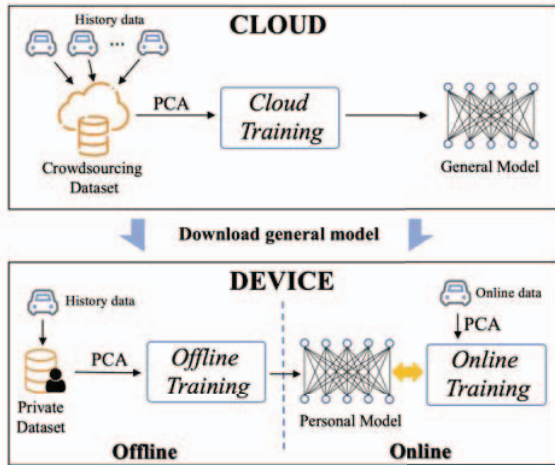 CLOUD
History data
...
PCA
Cloud
Training
Crowdsourcing
Dataset
General Model
Download general model
DEVICE
History data
Online data
PCA
PCA
Offline
Training
Online
Training
Private
Dataset
Personal Model
Offline
Online